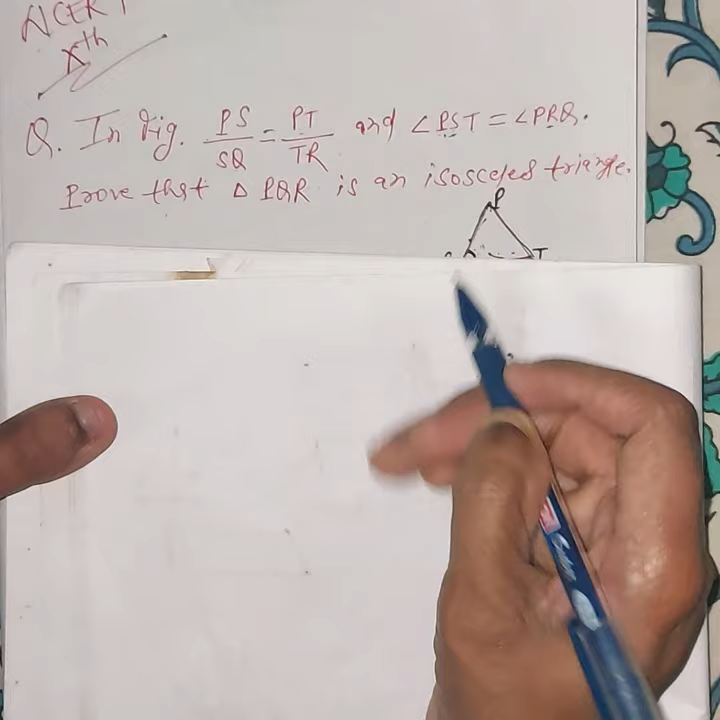 NCERT
Xth
Q. In fig. PS/SQ = PT/TR and ∠PST = ∠PRQ.
Prove that △ PQR is an isosceles triangle.
P
T